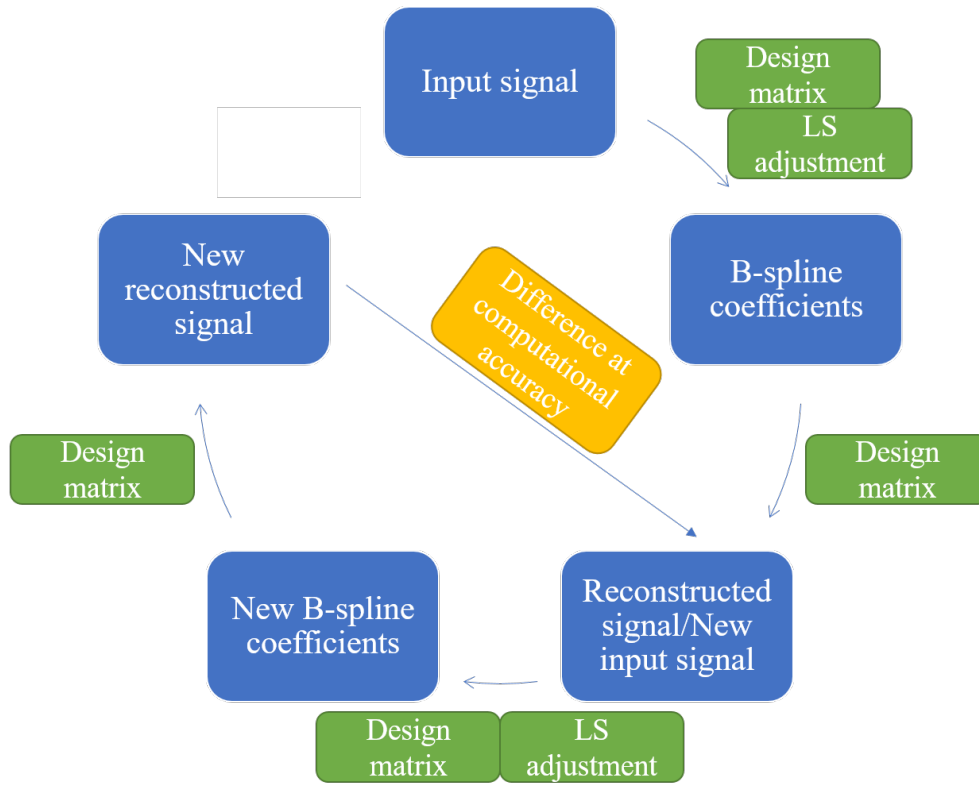 Input signal
Design
matrix
LS
adjustment
B-spline
coefficients
Design
matrix
Reconstructed
signal/New
input signal
Design
matrix
LS
adjustment
New B-spline
coefficients
Design
matrix
New
reconstructed
signal
Difference at
computational
accuracy